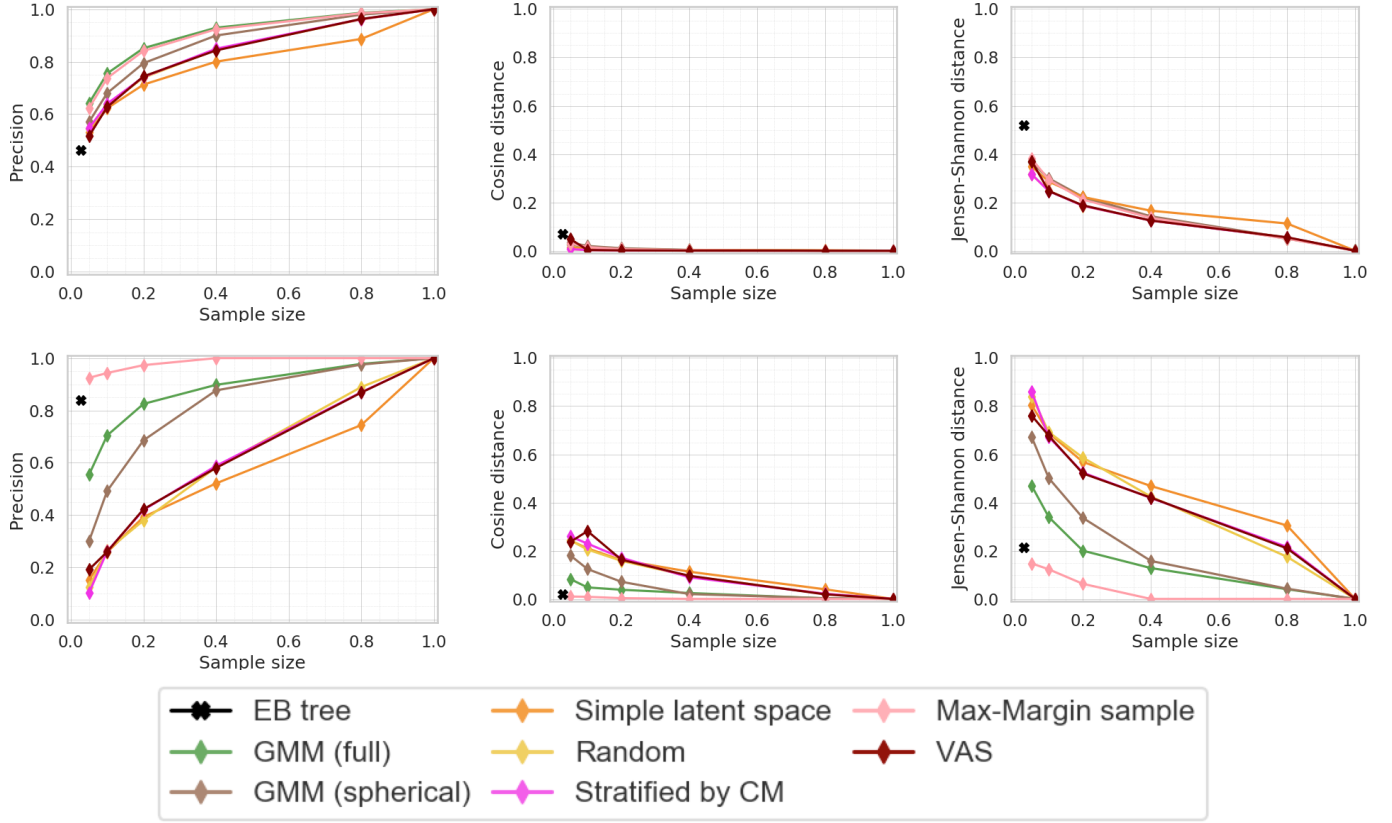 1.0
0.8
0.6
0.4
0.2
0.0
Precision
0.0 0.2 0.4 0.6 0.8 1.0
Sample size
1.0
0.8
0.6
0.4
0.2
0.0
Cosine distance
0.0 0.2 0.4 0.6 0.8 1.0
Sample size
1.0
0.8
0.6
0.4
0.2
0.0
Jensen-Shannon distance
0.0 0.2 0.4 0.6 0.8 1.0
Sample size
1.0
0.8
0.6
0.4
0.2
0.0
Precision
0.0 0.2 0.4 0.6 0.8 1.0
Sample size
1.0
0.8
0.6
0.4
0.2
0.0
Cosine distance
0.0 0.2 0.4 0.6 0.8 1.0
Sample size
1.0
0.8
0.6
0.4
0.2
0.0
Jensen-Shannon distance
0.0 0.2 0.4 0.6 0.8 1.0
Sample size
EB tree
GMM (full)
GMM (spherical)
Simple latent space
Random
Stratified by CM
Max-Margin sample
VAS